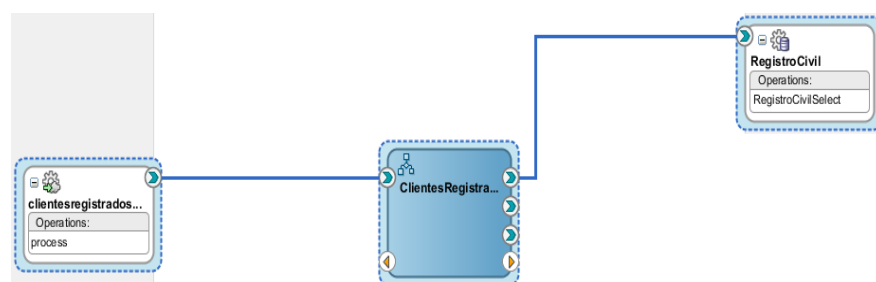 RegistroCivil
Operations:
RegistroCivilSelect
ClientesRegistra...
clientesregistrados...
Operations:
process